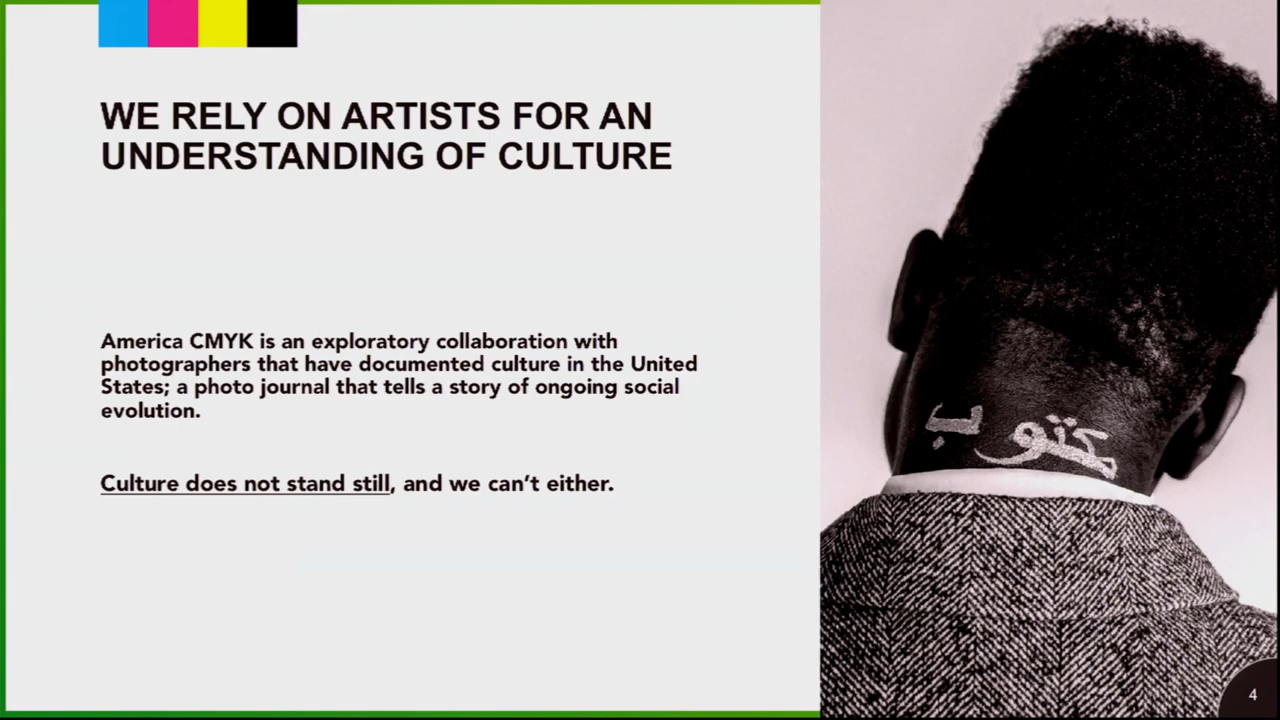 WE RELY ON ARTISTS FOR AN
UNDERSTANDING OF CULTURE
America CMYK is an exploratory collaboration with
photographers that have documented culture in the United
States; a photo journal that tells a story of ongoing social
evolution.
Culture does not stand still, and we can’t either.
مكتوب
4